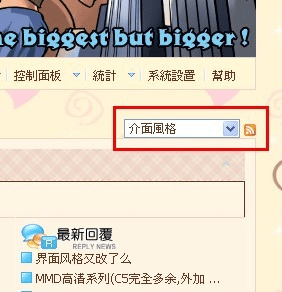 he biggest but bigger !
控制面板 統計 系統設置 幫助
介面風格
最新回覆
REPLY NEWS
界面风格又改了么
MMD高清系列(C5完全多余,外加 ...